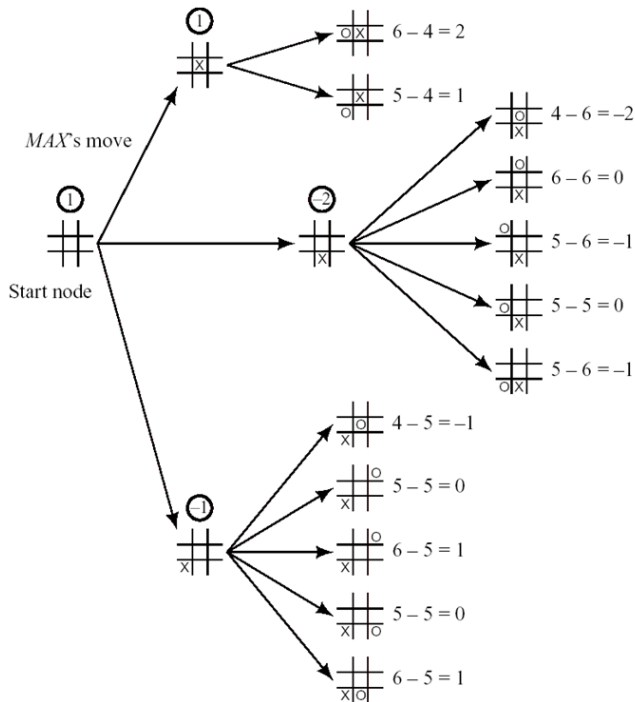 1
O X 6 – 4 = 2
X
X
5 – 4 = 1
O
MAX's move
O 4 – 6 = –2
X
O
6 – 6 = 0
X
1
–2
O
5 – 6 = –1
X
X
Start node
O 5 – 5 = 0
X
5 – 6 = –1
O X
O 4 – 5 = –1
X
O
5 – 5 = 0
X
–1
O
6 – 5 = 1
X
X
5 – 5 = 0
X O
6 – 5 = 1
X O